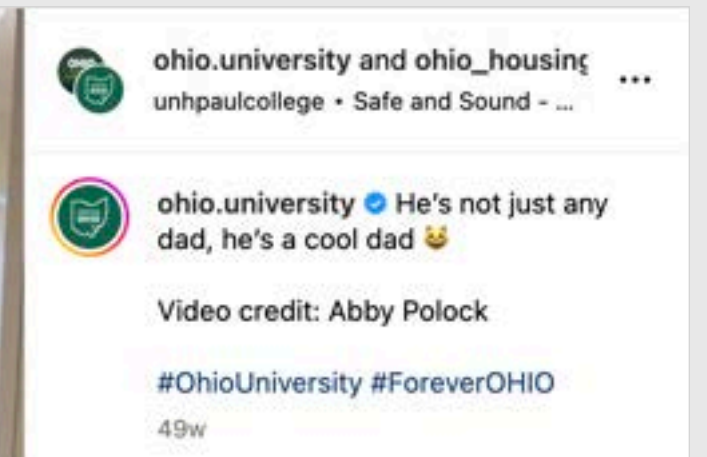 ohio.university and ohio_housing
unhpaulcollege • Safe and Sound - ...
ohio.university He's not just any
dad, he's a cool dad 😸
Video credit: Abby Polock
#OhioUniversity #ForeverOHIO
49w